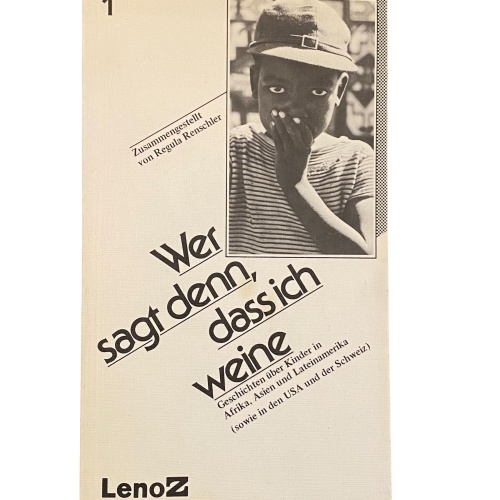 1
Zusammengestellt
von Regula Renschler
Wer
sagt denn,
dass ich
weine
Geschichten über Kinder in
Afrika, Asien und Lateinamerika
(sowie in den USA und der Schweiz)
LenoZ